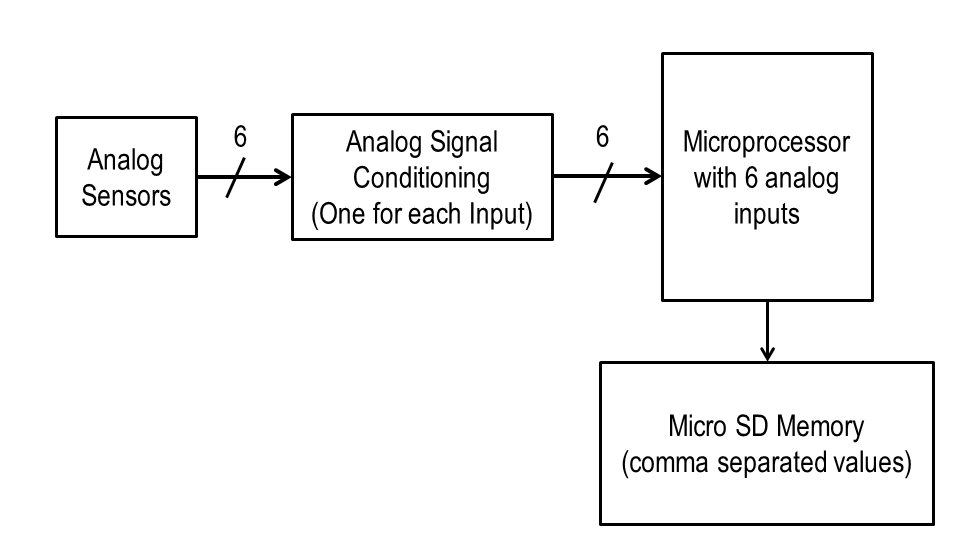 Analog
Sensors
6
Analog Signal
Conditioning
(One for each Input)
6
Microprocessor
with 6 analog
inputs
Micro SD Memory
(comma separated values)